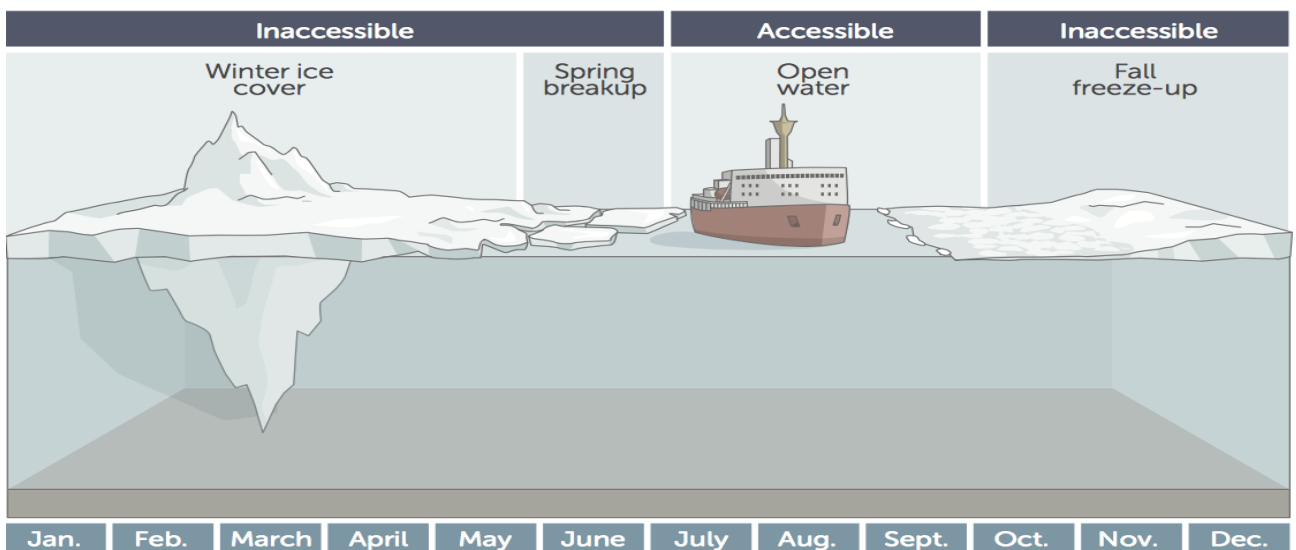 Inaccessible Accessible Inaccessible
Winter ice
cover
Spring
breakup
Open
water
Fall
freeze-up
Jan. Feb. March April May June July Aug. Sept. Oct. Nov. Dec.